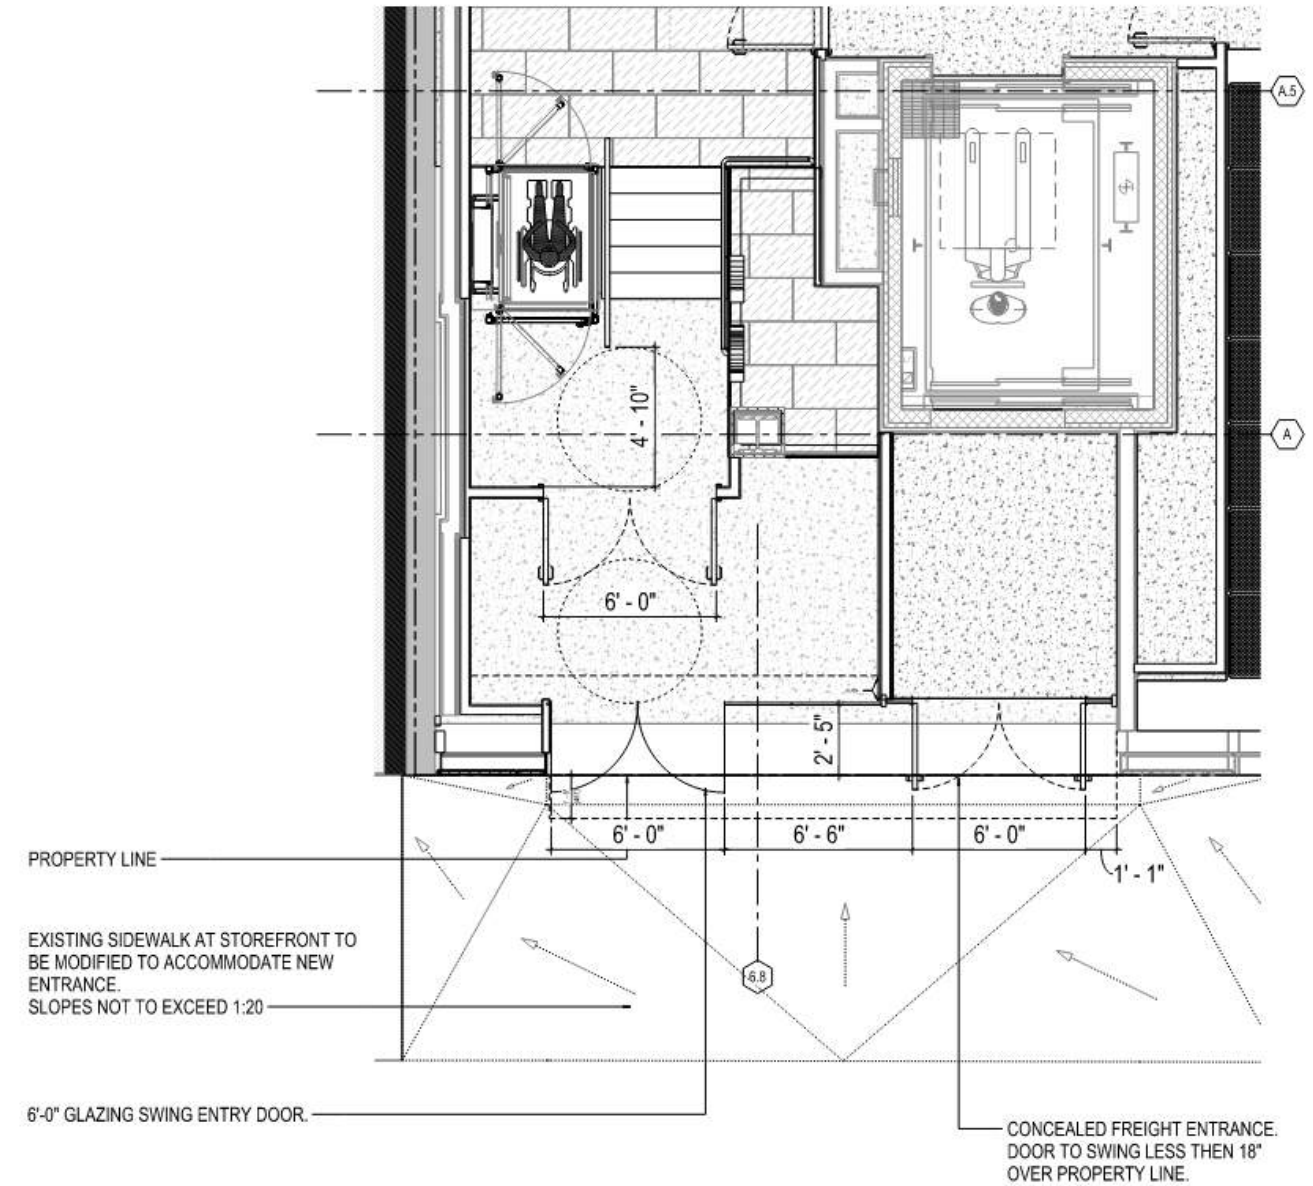 A.5
4' - 10"
A
6' - 0"
2' - 5"
6' - 0"
6' - 6"
6' - 0"
1' - 1"
PROPERTY LINE
EXISTING SIDEWALK AT STOREFRONT TO
BE MODIFIED TO ACCOMMODATE NEW
ENTRANCE.
SLOPES NOT TO EXCEED 1:20
6.8
6'-0" GLAZING SWING ENTRY DOOR.
CONCEALED FREIGHT ENTRANCE.
DOOR TO SWING LESS THEN 18"
OVER PROPERTY LINE.